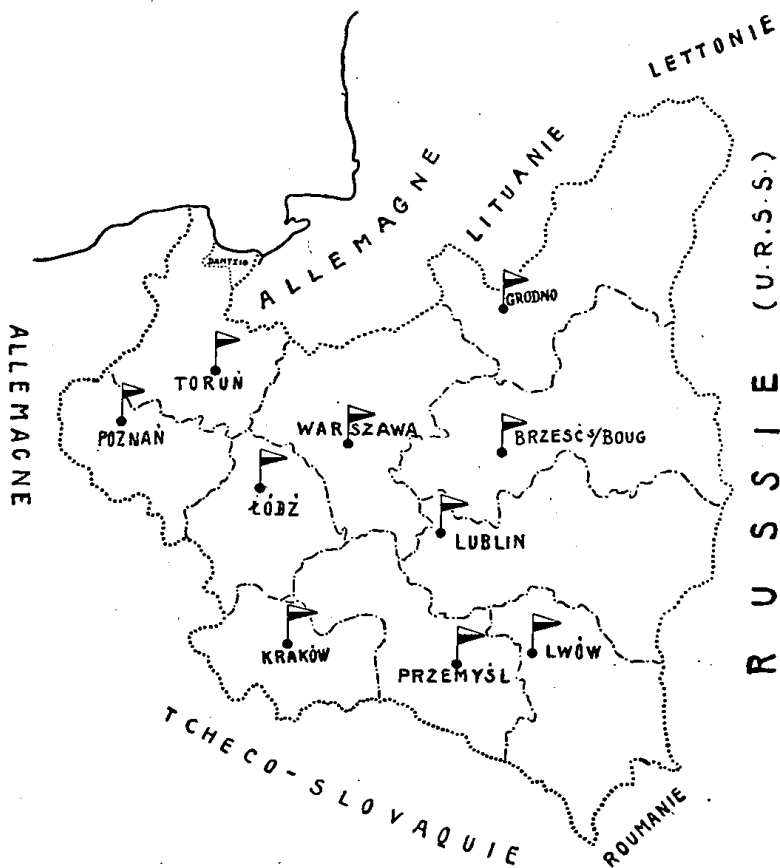 LETTONIE
LITUANIE
ALLEMAGNE
RUSSIE (U.R.S.S.)
DANTZIG
GRODNO
ALLEMAGNE
TORUŃ
POZNAŃ
WARSZAWA
BRZEŚĆ S/BOUG
ŁÓDŹ
LUBLIN
KRAKÓW
PRZEMYŚL
LWÓW
TCHECO-SLOVAQUIE
ROUMANIE